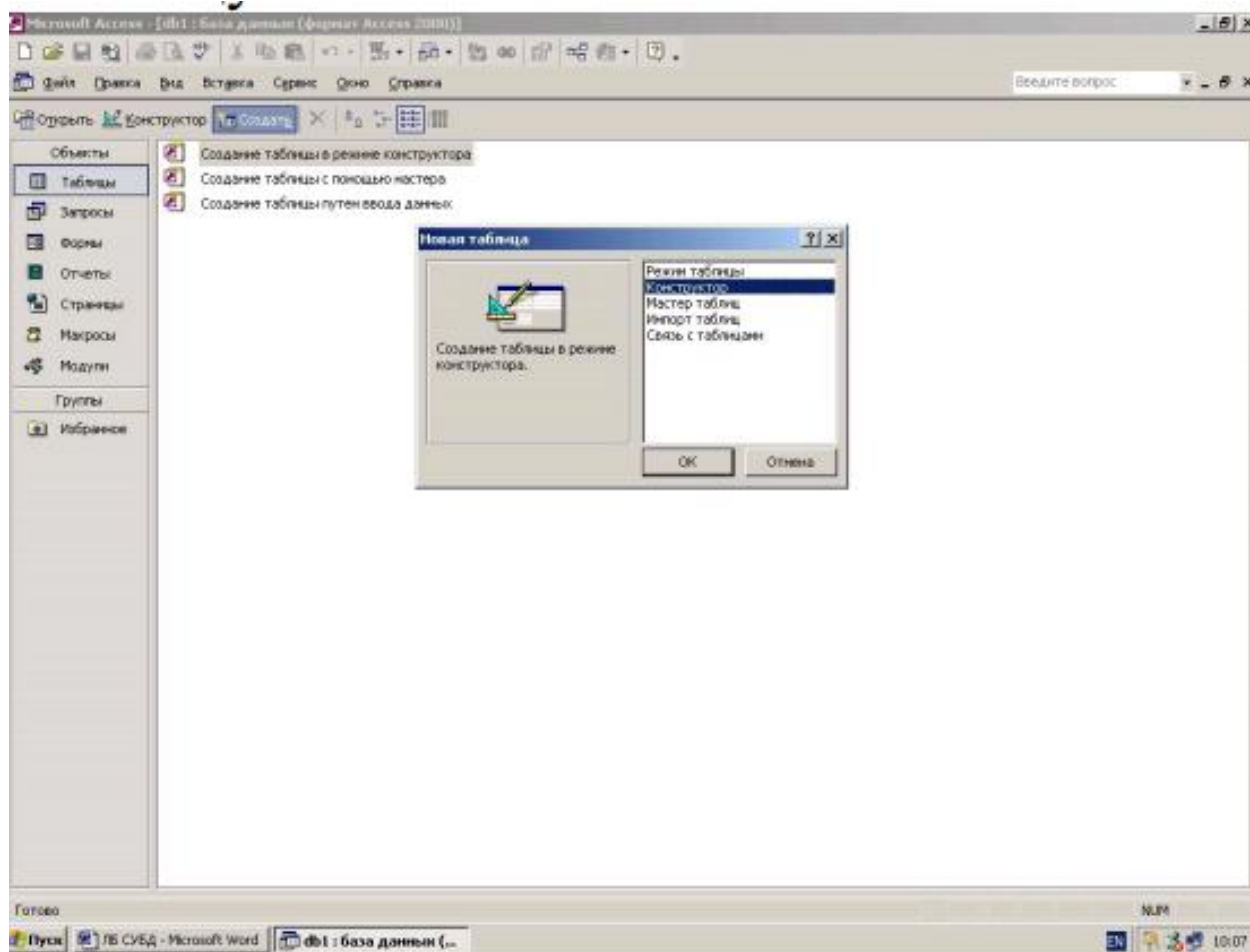 Microsoft Access - [db1 : база данных (формат Access 2000)]
Файл Правка Вид Вставка Сервис Окно Справка
Введите вопрос
Открыть Конструктор Создать
Объекты
Таблицы
Запросы
Формы
Отчеты
Страницы
Макросы
Модули
Группы
Избранное
Создание таблицы в режиме конструктора
Создание таблицы с помощью мастера
Создание таблицы путем ввода данных
Новая таблица
Создание таблицы в режиме
конструктора.
Режим таблицы
Конструктор
Мастер таблиц
Импорт таблиц
Связь с таблицами
ОК Отмена
Готово
NUM
Пуск ЛБ СУБД - Microsoft Word db1 : база данных (...
EN 10:07